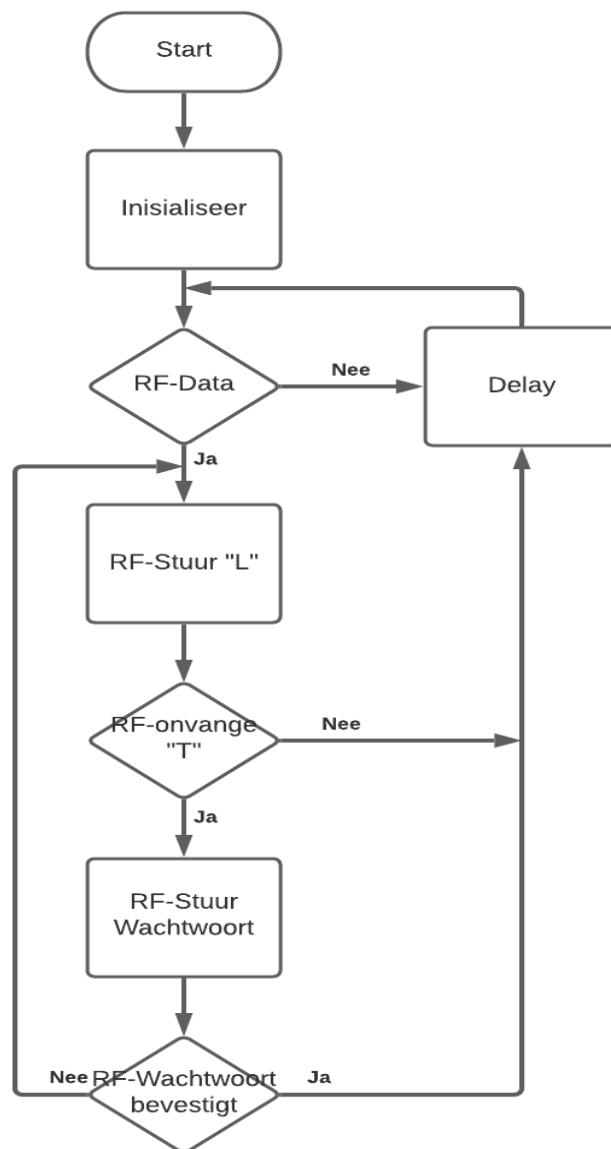 Start
Inisialiseer
RF-Data
Nee
Delay
Ja
RF-Stuur "L"
RF-onvange
"T"
Nee
Ja
RF-Stuur
Wachtwoort
Nee
RF-Wachtwoort
bevestigt
Ja